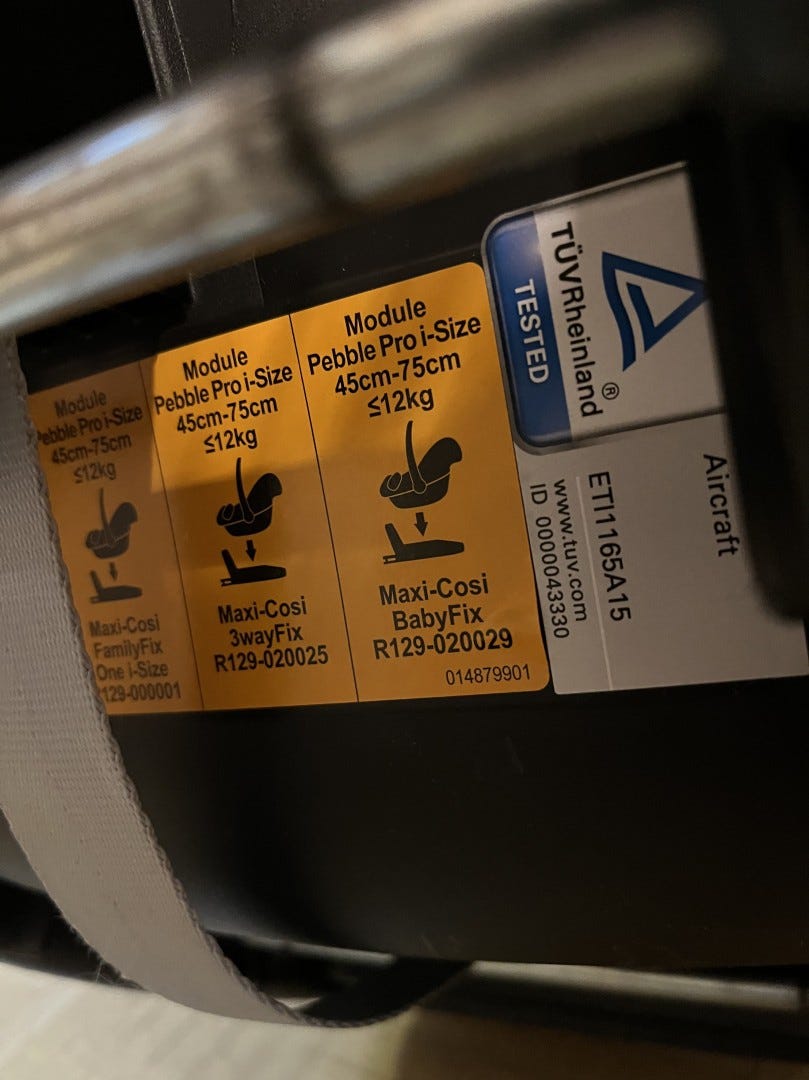 Module
Pebble Pro i-Size
45cm-75cm
≤12kg
Maxi-Cosi
FamilyFix
One i-Size
R129-000001
Module
Pebble Pro i-Size
45cm-75cm
≤12kg
Maxi-Cosi
3wayFix
R129-020025
Module
Pebble Pro i-Size
45cm-75cm
≤12kg
Maxi-Cosi
BabyFix
R129-020029
014879901
TÜVRheinland®
TESTED
Aircraft
ETI1165A15
www.tuv.com
ID 0000043330